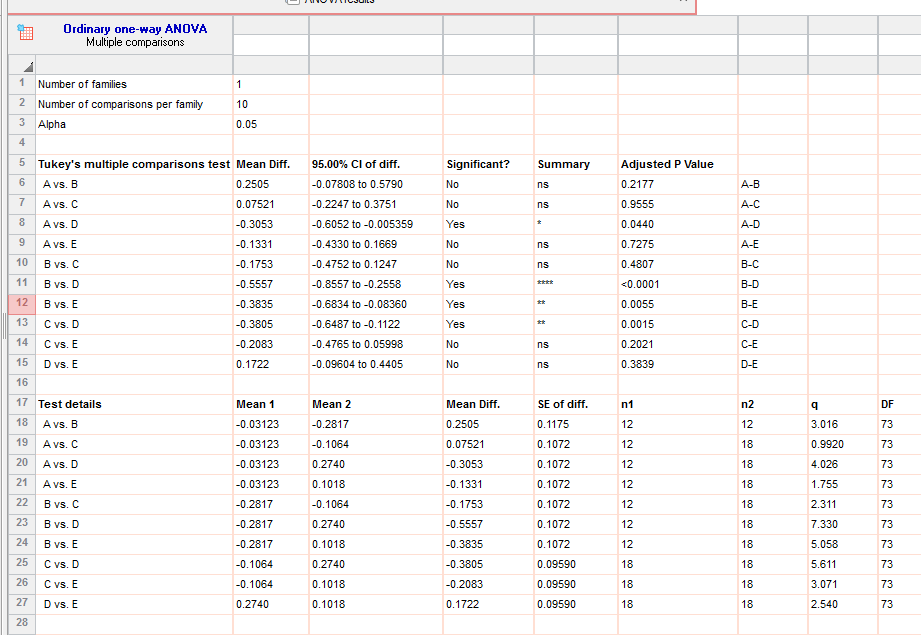 ANOVA results
Ordinary one-way ANOVA
Multiple comparisons
1 Number of families 1
2 Number of comparisons per family 10
3 Alpha 0.05
4
5 Tukey's multiple comparisons test Mean Diff. 95.00% CI of diff. Significant? Summary Adjusted P Value
6 A vs. B 0.2505 -0.07808 to 0.5790 No ns 0.2177 A-B
7 A vs. C 0.07521 -0.2247 to 0.3751 No ns 0.9555 A-C
8 A vs. D -0.3053 -0.6052 to -0.005359 Yes * 0.0440 A-D
9 A vs. E -0.1331 -0.4330 to 0.1669 No ns 0.7275 A-E
10 B vs. C -0.1753 -0.4752 to 0.1247 No ns 0.4807 B-C
11 B vs. D -0.5557 -0.8557 to -0.2558 Yes **** <0.0001 B-D
12 B vs. E -0.3835 -0.6834 to -0.08360 Yes ** 0.0055 B-E
13 C vs. D -0.3805 -0.6487 to -0.1122 Yes ** 0.0015 C-D
14 C vs. E -0.2083 -0.4765 to 0.05998 No ns 0.2021 C-E
15 D vs. E 0.1722 -0.09604 to 0.4405 No ns 0.3839 D-E
16
17 Test details Mean 1 Mean 2 Mean Diff. SE of diff. n1 n2 q DF
18 A vs. B -0.03123 -0.2817 0.2505 0.1175 12 12 3.016 73
19 A vs. C -0.03123 -0.1064 0.07521 0.1072 12 18 0.9920 73
20 A vs. D -0.03123 0.2740 -0.3053 0.1072 12 18 4.026 73
21 A vs. E -0.03123 0.1018 -0.1331 0.1072 12 18 1.755 73
22 B vs. C -0.2817 -0.1064 -0.1753 0.1072 12 18 2.311 73
23 B vs. D -0.2817 0.2740 -0.5557 0.1072 12 18 7.330 73
24 B vs. E -0.2817 0.1018 -0.3835 0.1072 12 18 5.058 73
25 C vs. D -0.1064 0.2740 -0.3805 0.09590 18 18 5.611 73
26 C vs. E -0.1064 0.1018 -0.2083 0.09590 18 18 3.071 73
27 D vs. E 0.2740 0.1018 0.1722 0.09590 18 18 2.540 73
28